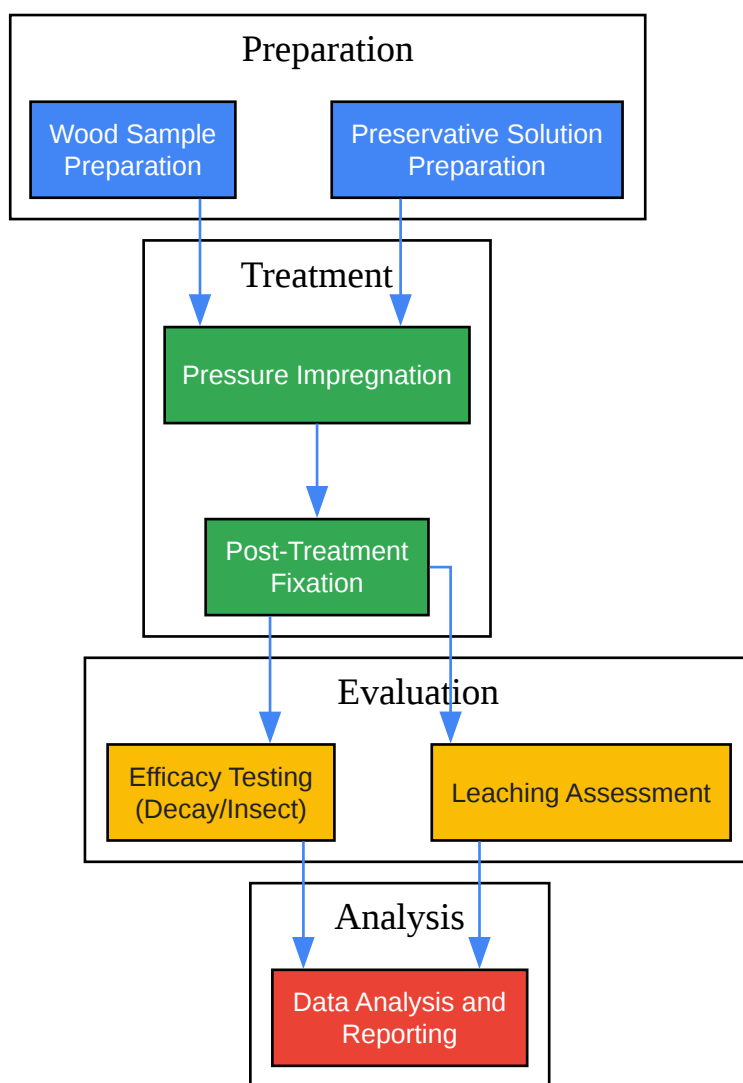 Preparation
Wood Sample
Preparation
Preservative Solution
Preparation
Treatment
Pressure Impregnation
Post-Treatment
Fixation
Evaluation
Efficacy Testing
(Decay/Insect)
Leaching Assessment
Analysis
Data Analysis and
Reporting